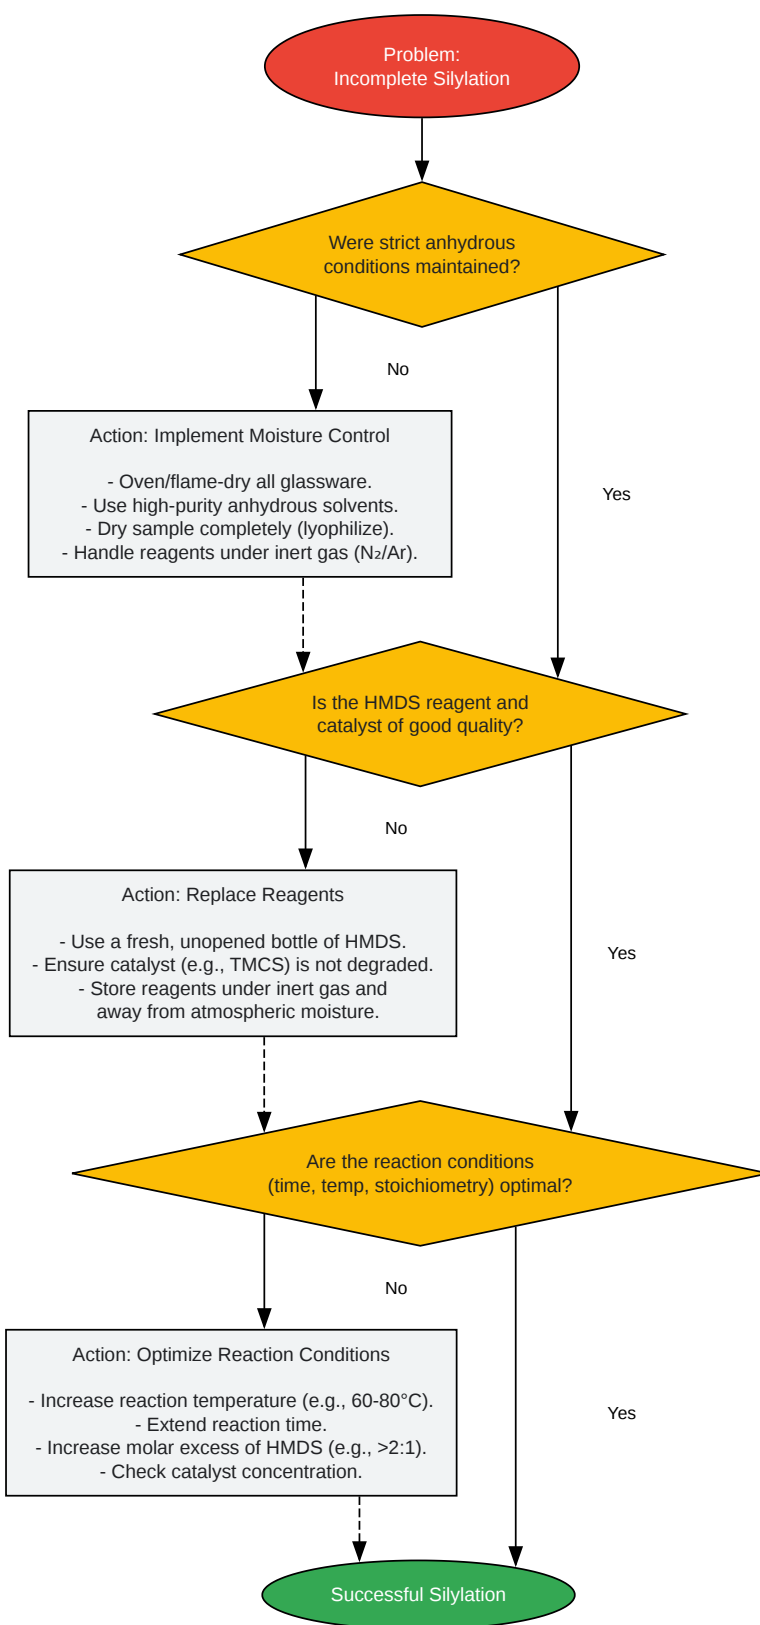 Problem:
Incomplete Silylation
Were strict anhydrous
conditions maintained?
No
Action: Implement Moisture Control
- Oven/flame-dry all glassware.
- Use high-purity anhydrous solvents.
- Dry sample completely (lyophilize).
- Handle reagents under inert gas (N₂/Ar).
Yes
Is the HMDS reagent and
catalyst of good quality?
No
Action: Replace Reagents
- Use a fresh, unopened bottle of HMDS.
- Ensure catalyst (e.g., TMCS) is not degraded.
- Store reagents under inert gas and
away from atmospheric moisture.
Yes
Are the reaction conditions
(time, temp, stoichiometry) optimal?
No
Action: Optimize Reaction Conditions
- Increase reaction temperature (e.g., 60-80°C).
- Extend reaction time.
- Increase molar excess of HMDS (e.g., >2:1).
- Check catalyst concentration.
Yes
Successful Silylation